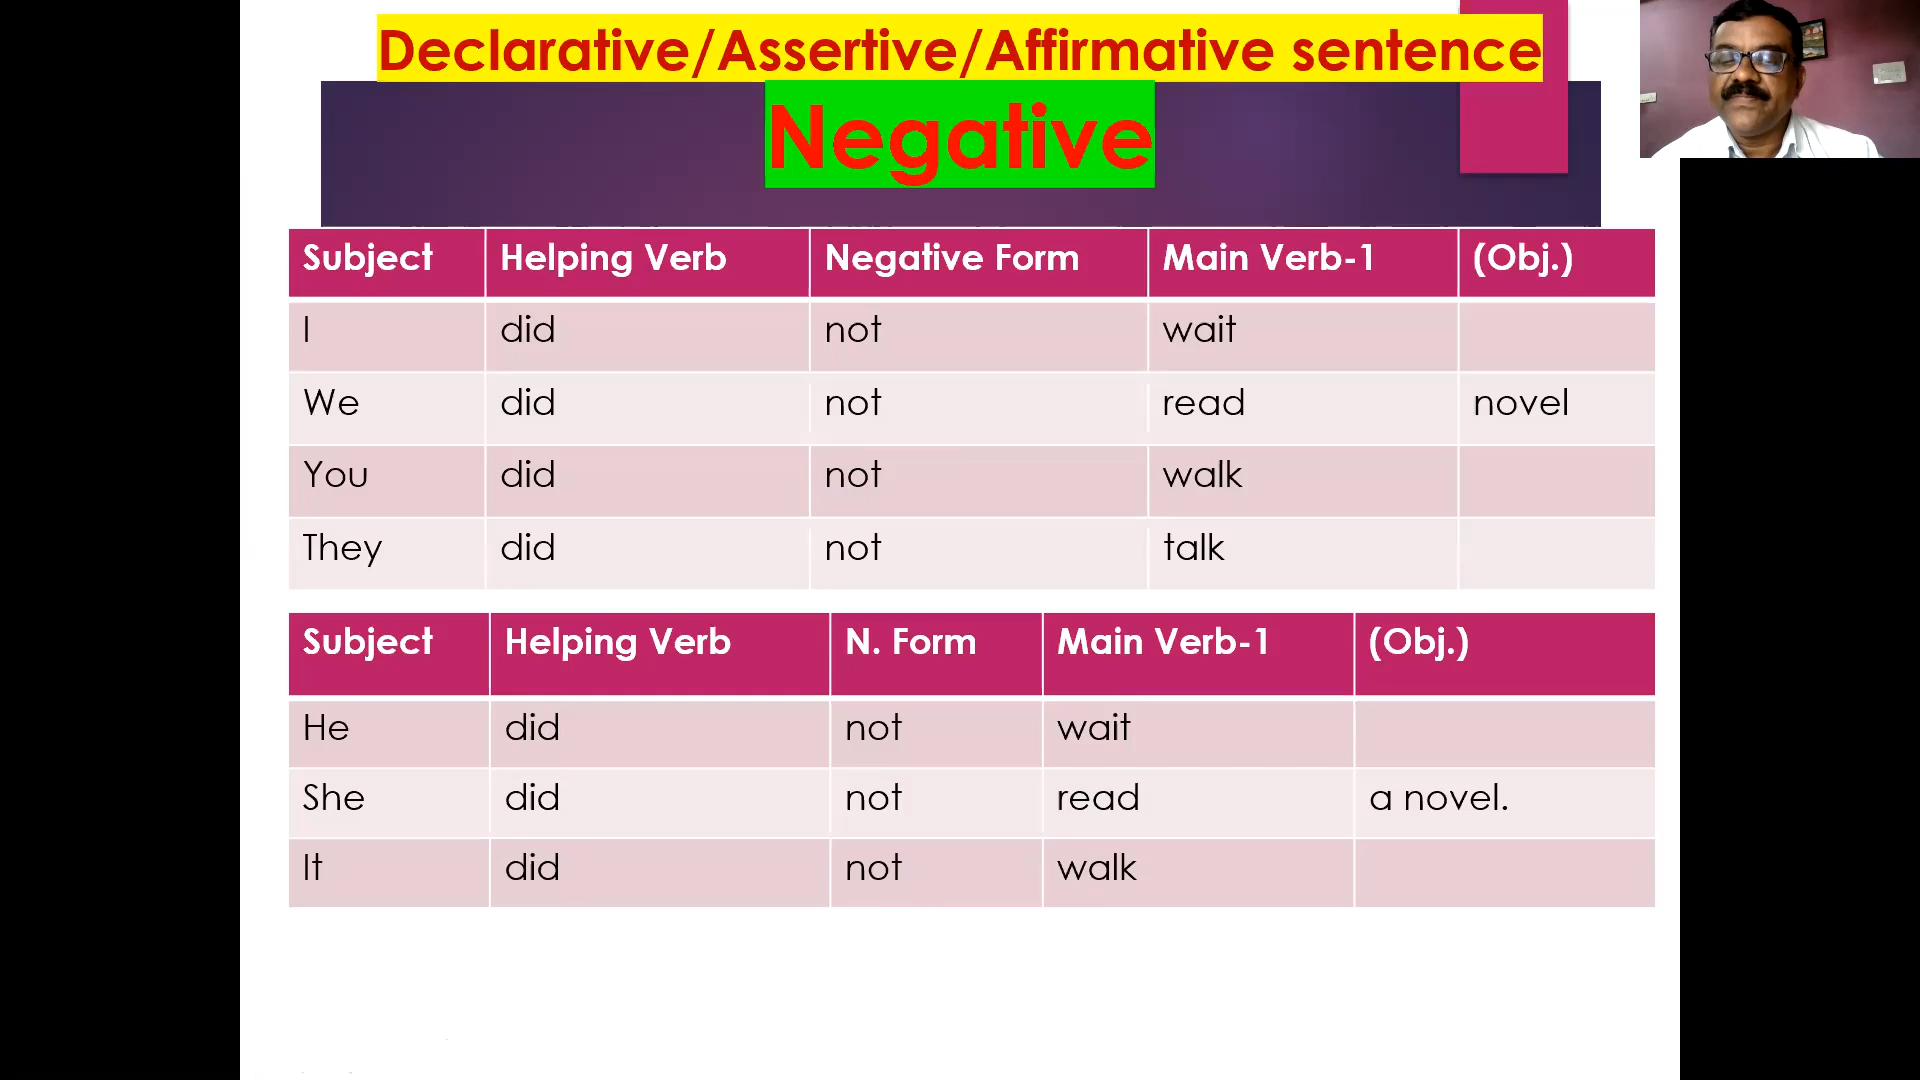 Declarative/Assertive/Affirmative sentence
Negative
Subject Helping Verb Negative Form Main Verb-1 (Obj.)
I did not wait
We did not read novel
You did not walk
They did not talk
Subject Helping Verb N. Form Main Verb-1 (Obj.)
He did not wait
She did not read a novel.
It did not walk